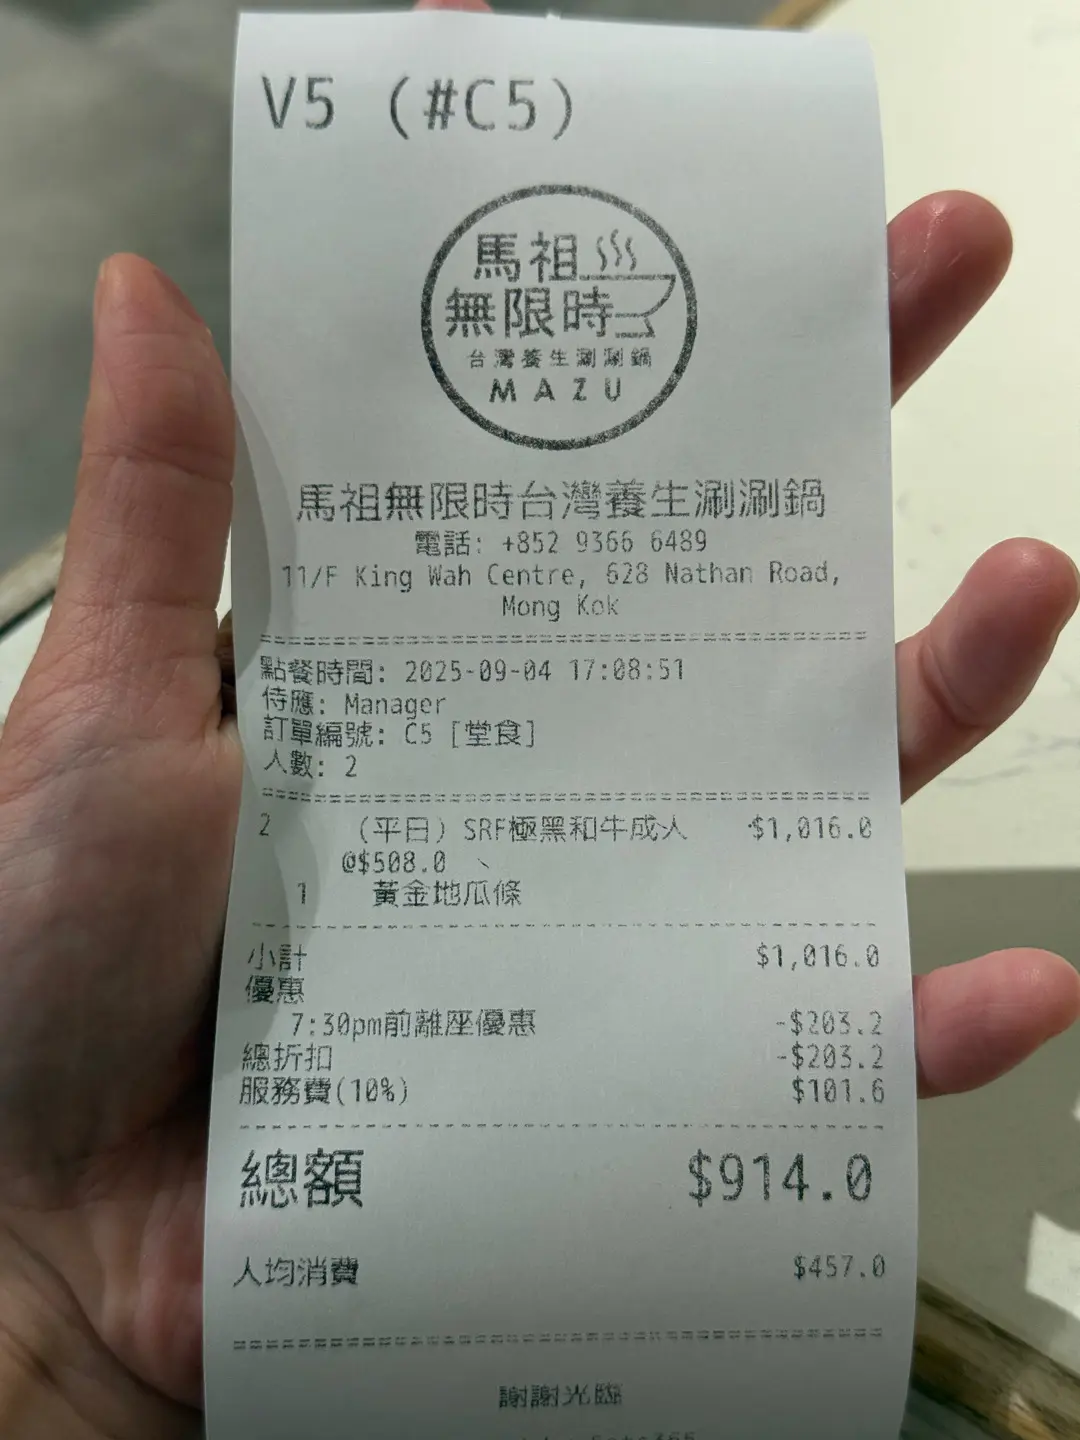 V5 (#C5)
馬祖
無限時
台灣養生涮涮鍋
MAZU
馬祖無限時台灣養生涮涮鍋
電話: +852 9366 6489
11/F King Wah Centre, 628 Nathan Road,
Mong Kok
點餐時間: 2025-09-04 17:08:51
侍應: Manager
訂單編號: C5 [堂食]
人數: 2
2 (平日) SRF極黑和牛成人 $1,016.0
@$508.0
1 黃金地瓜條
小計 $1,016.0
優惠
7:30pm前離座優惠 -$203.2
總折扣 -$203.2
服務費(10%) $101.6
總額 $914.0
人均消費 $457.0
謝謝光臨